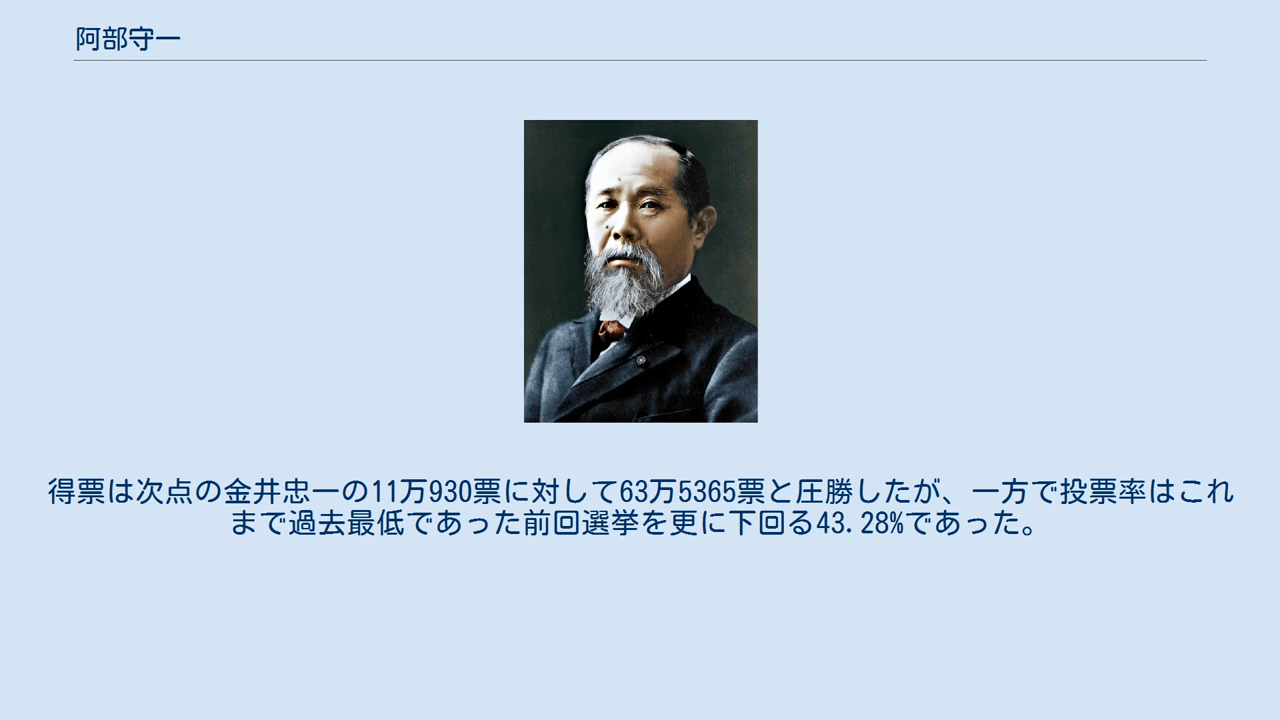 阿部守一
得票は次点の金井忠一の11万930票に対して63万5365票と圧勝したが、一方で投票率はこれ
まで過去最低であった前回選挙を更に下回る43.28%であった。